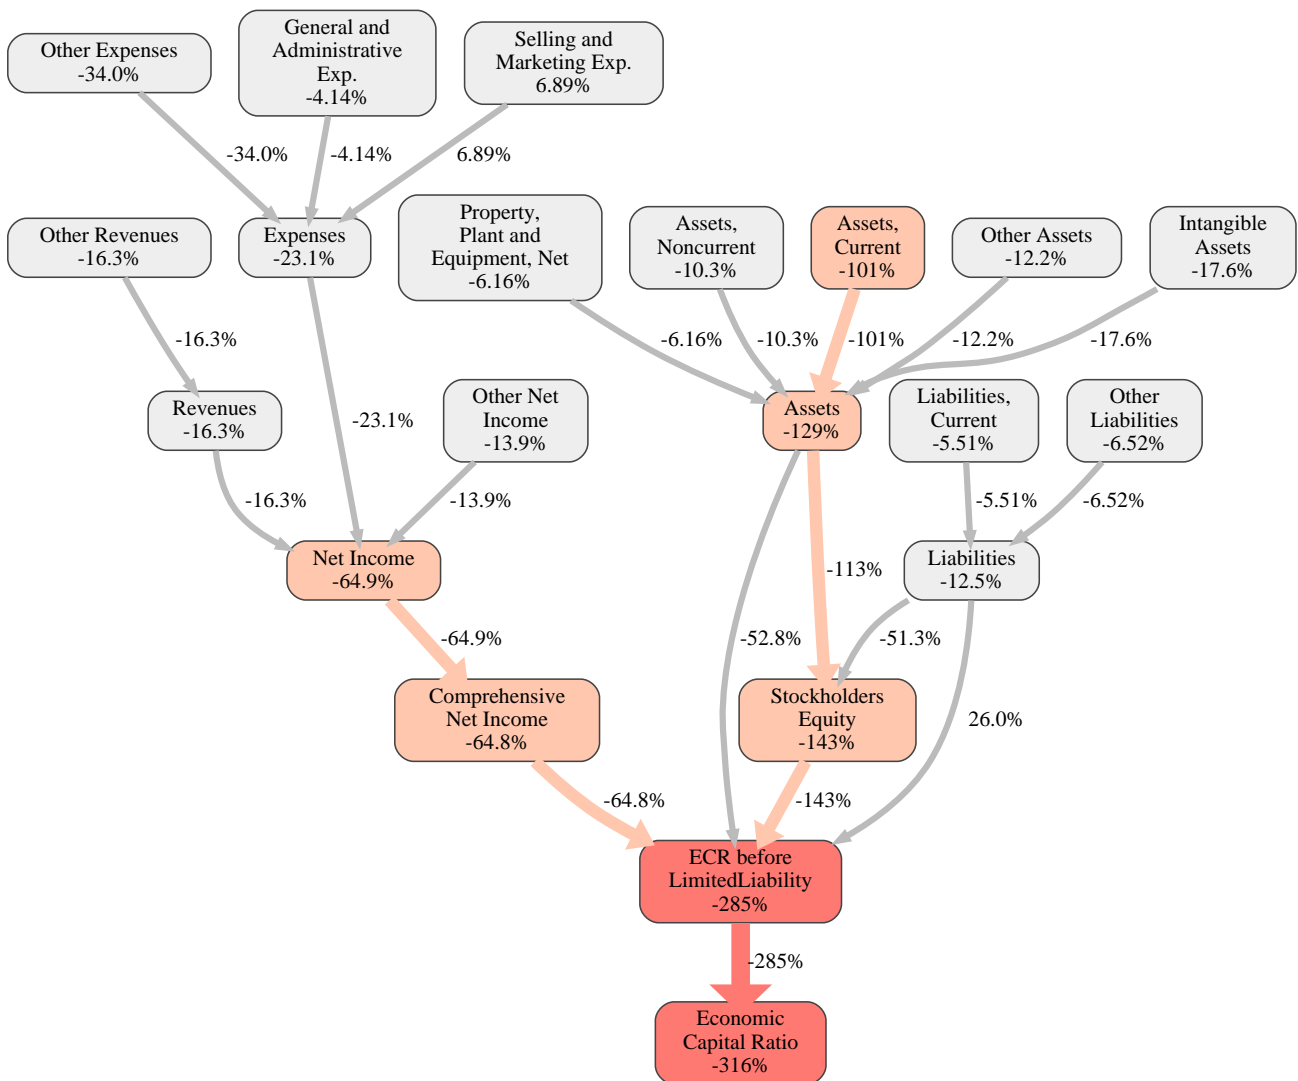 Other Expenses
-34.0%
General and
Administrative
Exp.
-4.14%
Selling and
Marketing Exp.
6.89%
-34.0%
-4.14%
6.89%
Other Revenues
-16.3%
Expenses
-23.1%
Property,
Plant and
Equipment, Net
-6.16%
Assets,
Noncurrent
-10.3%
Assets,
Current
-101%
Other Assets
-12.2%
Intangible
Assets
-17.6%
-16.3%
-6.16%
-10.3%
-101%
-12.2%
-17.6%
Revenues
-16.3%
-23.1%
Other Net
Income
-13.9%
Assets
-129%
Liabilities,
Current
-5.51%
Other
Liabilities
-6.52%
-16.3%
-13.9%
-5.51%
-6.52%
Net Income
-64.9%
-113%
Liabilities
-12.5%
-64.9%
-52.8%
-51.3%
Comprehensive
Net Income
-64.8%
Stockholders
Equity
-143%
26.0%
-64.8%
-143%
ECR before
LimitedLiability
-285%
-285%
Economic
Capital Ratio
-316%